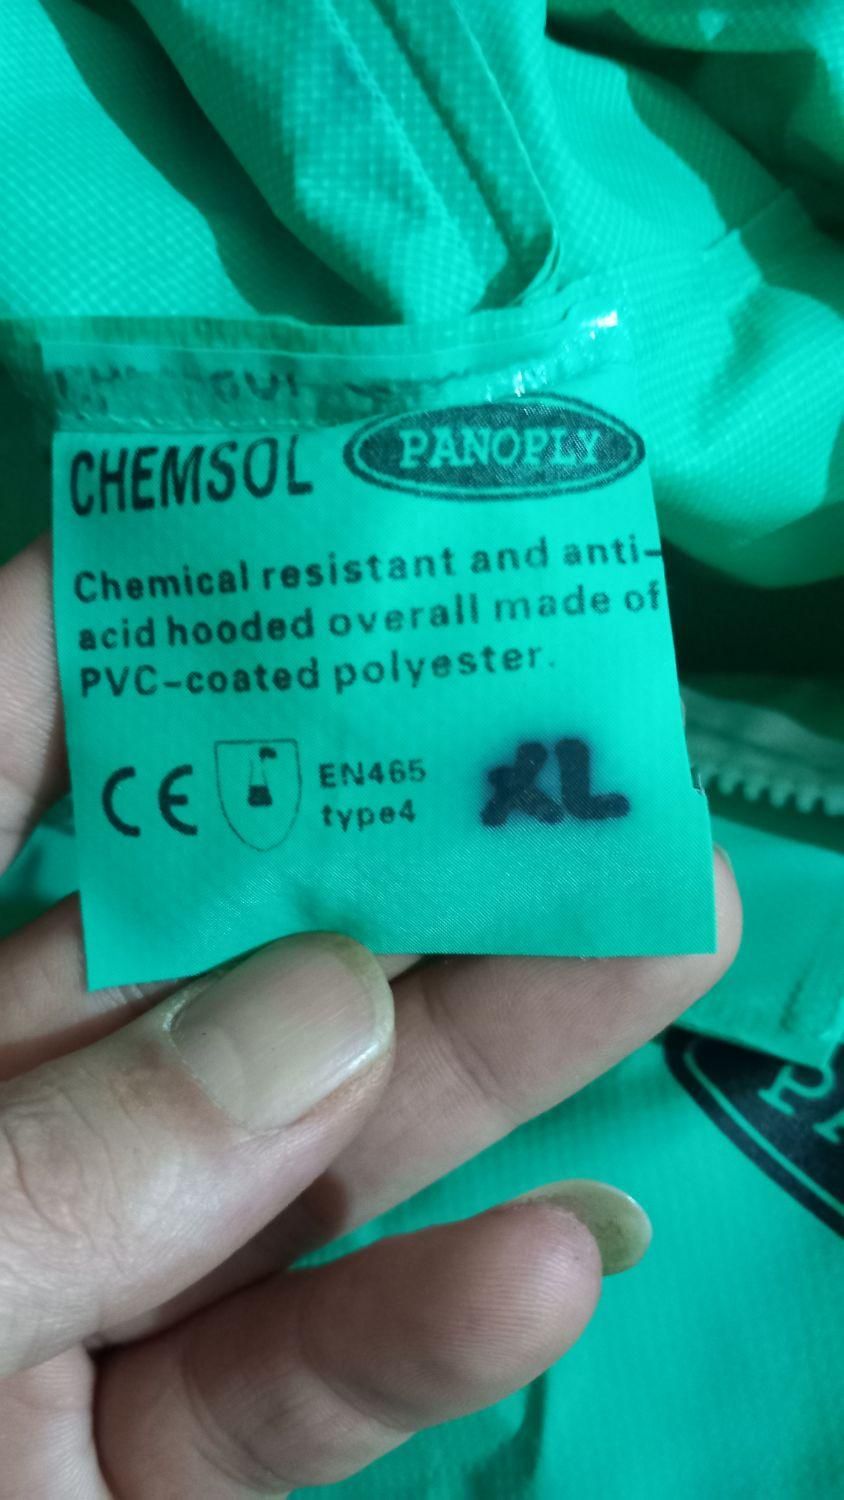 CHEMSOL PANOPLY
Chemical resistant and anti-
acid hooded overall made of
PVC-coated polyester.
CE EN465
type4
XL